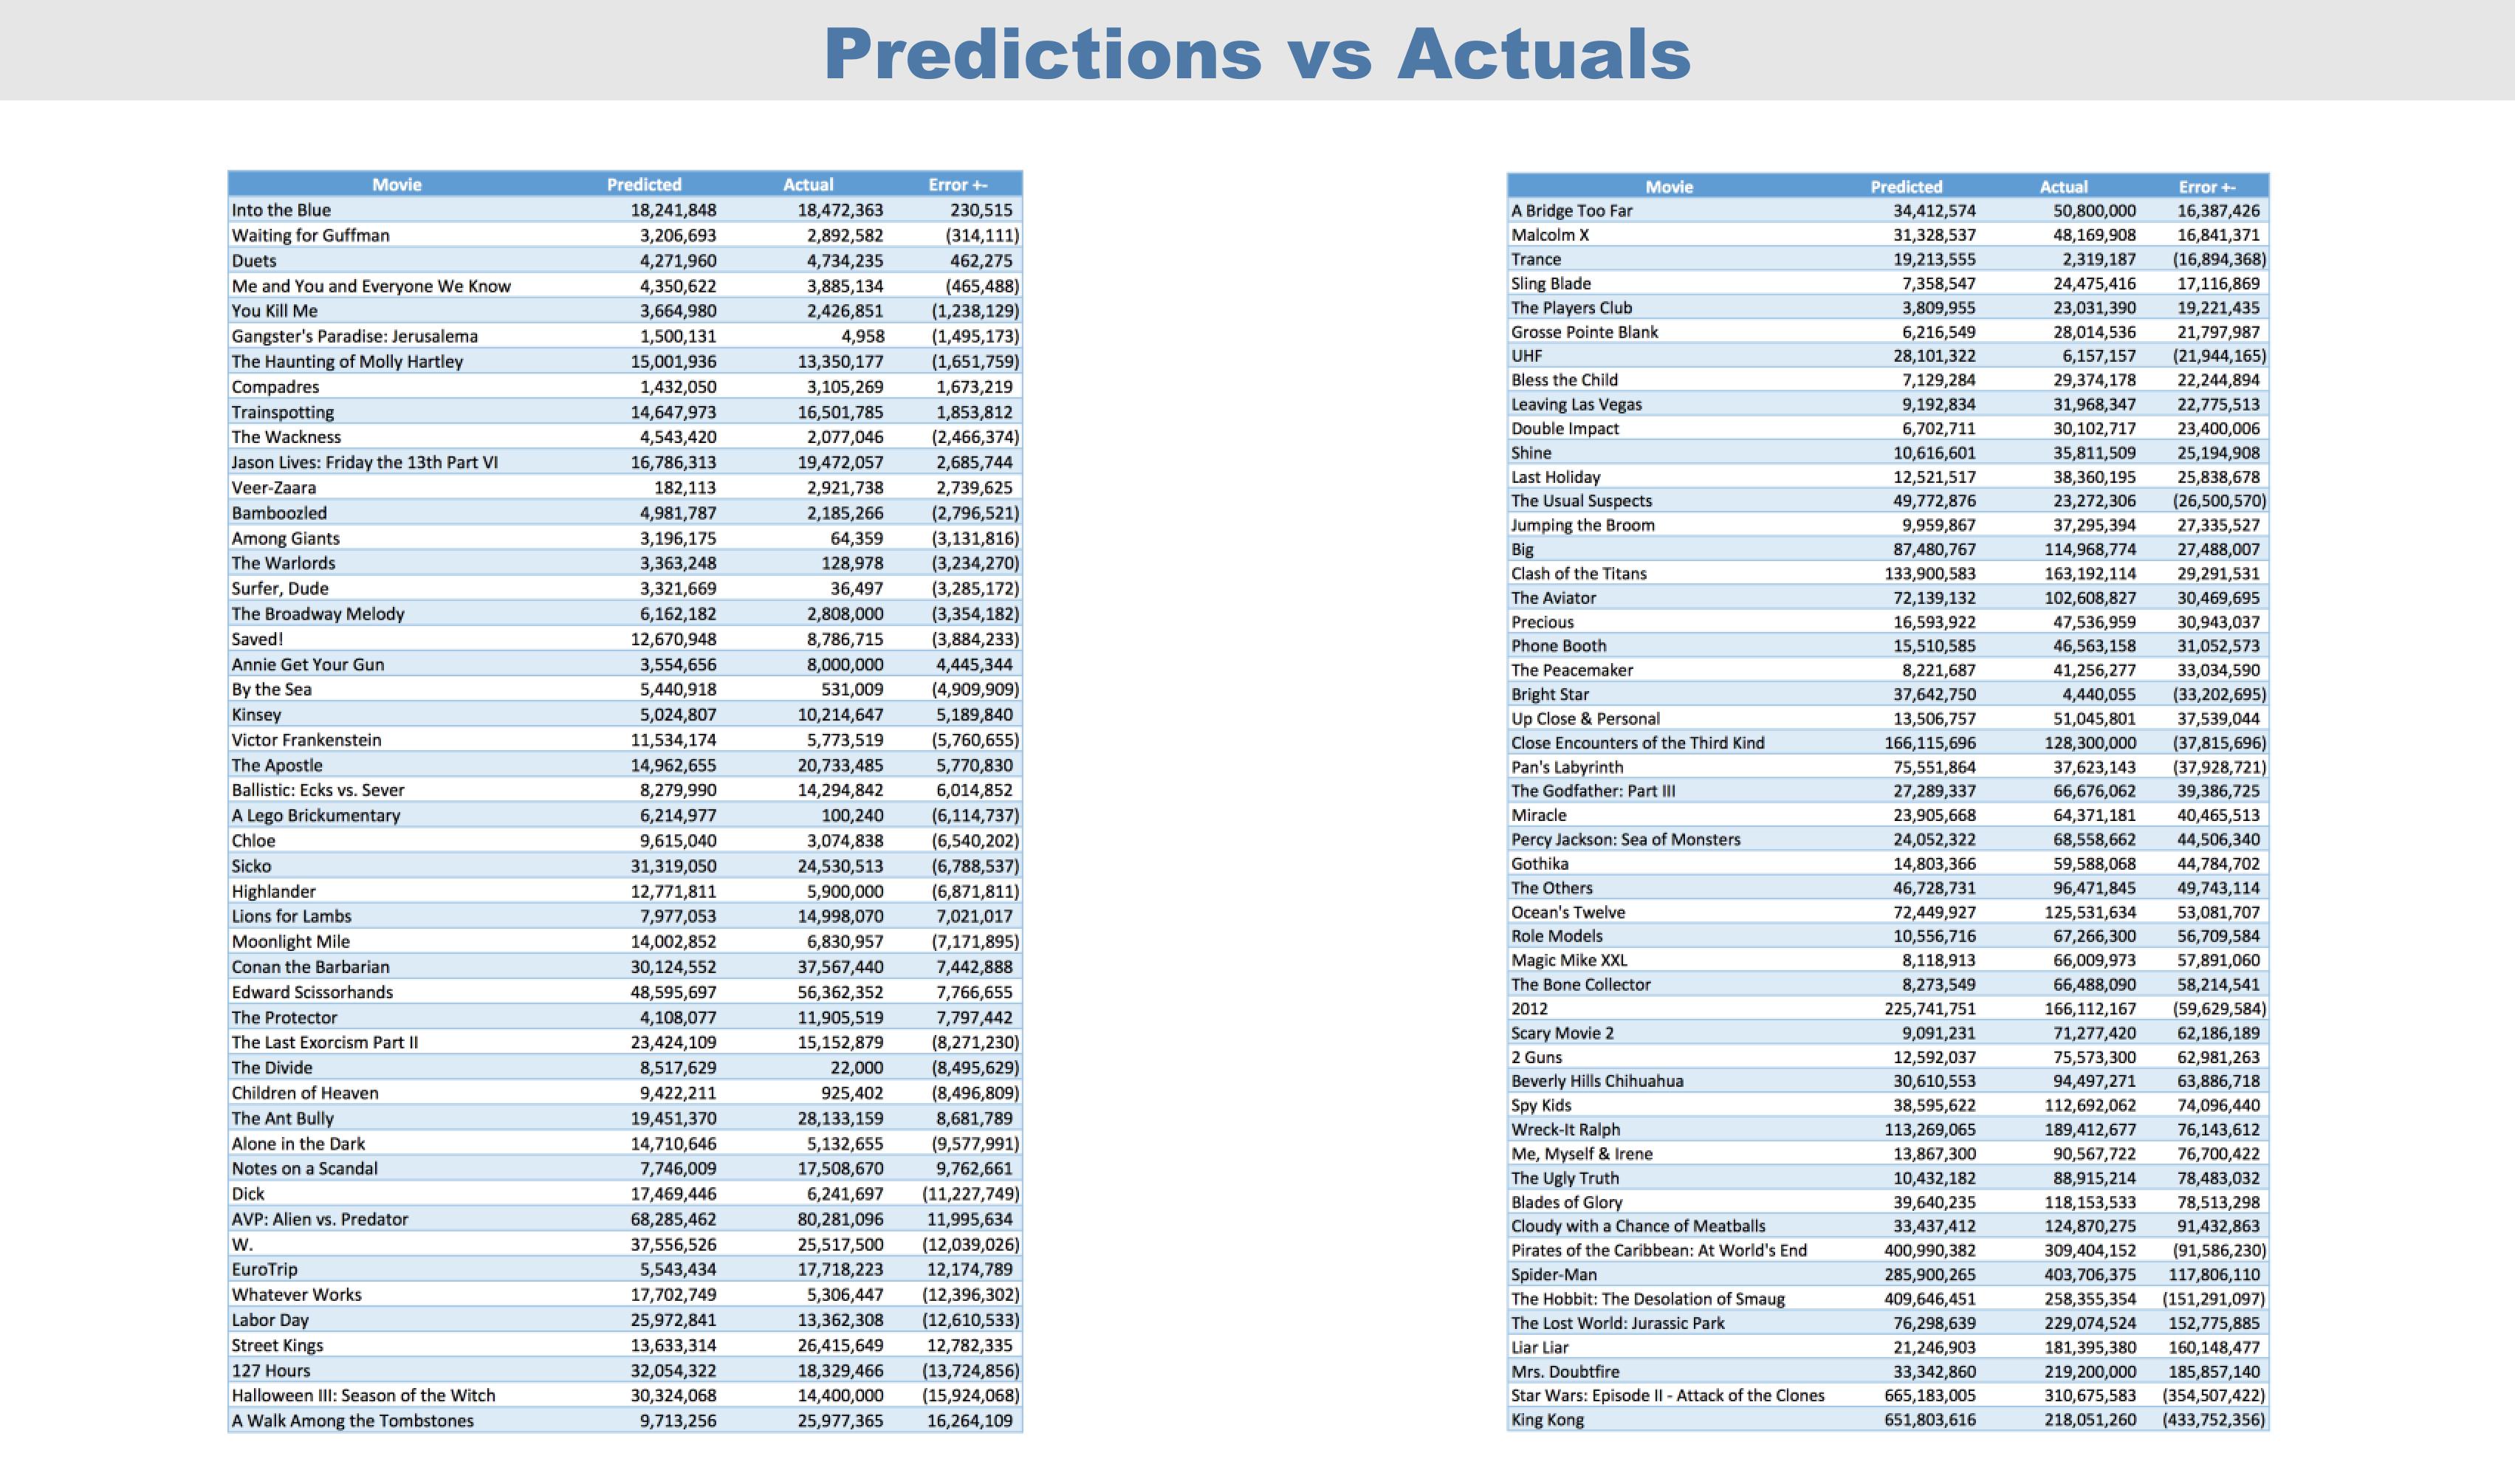 Predictions vs Actuals
Movie Predicted Actual Error +-
Into the Blue 18,241,848 18,472,363 230,515
Waiting for Guffman 3,206,693 2,892,582 (314,111)
Duets 4,271,960 4,734,235 462,275
Me and You and Everyone We Know 4,350,622 3,885,134 (465,488)
You Kill Me 3,664,980 2,426,851 (1,238,129)
Gangster's Paradise: Jerusalema 1,500,131 4,958 (1,495,173)
The Haunting of Molly Hartley 15,001,936 13,350,177 (1,651,759)
Compadres 1,432,050 3,105,269 1,673,219
Trainspotting 14,647,973 16,501,785 1,853,812
The Wackness 4,543,420 2,077,046 (2,466,374)
Jason Lives: Friday the 13th Part VI 16,786,313 19,472,057 2,685,744
Veer-Zaara 182,113 2,921,738 2,739,625
Bamboozled 4,981,787 2,185,266 (2,796,521)
Among Giants 3,196,175 64,359 (3,131,816)
The Warlords 3,363,248 128,978 (3,234,270)
Surfer, Dude 3,321,669 36,497 (3,285,172)
The Broadway Melody 6,162,182 2,808,000 (3,354,182)
Saved! 12,670,948 8,786,715 (3,884,233)
Annie Get Your Gun 3,554,656 8,000,000 4,445,344
By the Sea 5,440,918 531,009 (4,909,909)
Kinsey 5,024,807 10,214,647 5,189,840
Victor Frankenstein 11,534,174 5,773,519 (5,760,655)
The Apostle 14,962,655 20,733,485 5,770,830
Ballistic: Ecks vs. Sever 8,279,990 14,294,842 6,014,852
A Lego Brickumentary 6,214,977 100,240 (6,114,737)
Chloe 9,615,040 3,074,838 (6,540,202)
Sicko 31,319,050 24,530,513 (6,788,537)
Highlander 12,771,811 5,900,000 (6,871,811)
Lions for Lambs 7,977,053 14,998,070 7,021,017
Moonlight Mile 14,002,852 6,830,957 (7,171,895)
Conan the Barbarian 30,124,552 37,567,440 7,442,888
Edward Scissorhands 48,595,697 56,362,352 7,766,655
The Protector 4,108,077 11,905,519 7,797,442
The Last Exorcism Part II 23,424,109 15,152,879 (8,271,230)
The Divide 8,517,629 22,000 (8,495,629)
Children of Heaven 9,422,211 925,402 (8,496,809)
The Ant Bully 19,451,370 28,133,159 8,681,789
Alone in the Dark 14,710,646 5,132,655 (9,577,991)
Notes on a Scandal 7,746,009 17,508,670 9,762,661
Dick 17,469,446 6,241,697 (11,227,749)
AVP: Alien vs. Predator 68,285,462 80,281,096 11,995,634
W. 37,556,526 25,517,500 (12,039,026)
EuroTrip 5,543,434 17,718,223 12,174,789
Whatever Works 17,702,749 5,306,447 (12,396,302)
Labor Day 25,972,841 13,362,308 (12,610,533)
Street Kings 13,633,314 26,415,649 12,782,335
127 Hours 32,054,322 18,329,466 (13,724,856)
Halloween III: Season of the Witch 30,324,068 14,400,000 (15,924,068)
A Walk Among the Tombstones 9,713,256 25,977,365 16,264,109
Movie Predicted Actual Error +-
A Bridge Too Far 34,412,574 50,800,000 16,387,426
Malcolm X 31,328,537 48,169,908 16,841,371
Trance 19,213,555 2,319,187 (16,894,368)
Sling Blade 7,358,547 24,475,416 17,116,869
The Players Club 3,809,955 23,031,390 19,221,435
Grosse Pointe Blank 6,216,549 28,014,536 21,797,987
UHF 28,101,322 6,157,157 (21,944,165)
Bless the Child 7,129,284 29,374,178 22,244,894
Leaving Las Vegas 9,192,834 31,968,347 22,775,513
Double Impact 6,702,711 30,102,717 23,400,006
Shine 10,616,601 35,811,509 25,194,908
Last Holiday 12,521,517 38,360,195 25,838,678
The Usual Suspects 49,772,876 23,272,306 (26,500,570)
Jumping the Broom 9,959,867 37,295,394 27,335,527
Big 87,480,767 114,968,774 27,488,007
Clash of the Titans 133,900,583 163,192,114 29,291,531
The Aviator 72,139,132 102,608,827 30,469,695
Precious 16,593,922 47,536,959 30,943,037
Phone Booth 15,510,585 46,563,158 31,052,573
The Peacemaker 8,221,687 41,256,277 33,034,590
Bright Star 37,642,750 4,440,055 (33,202,695)
Up Close & Personal 13,506,757 51,045,801 37,539,044
Close Encounters of the Third Kind 166,115,696 128,300,000 (37,815,696)
Pan's Labyrinth 75,551,864 37,623,143 (37,928,721)
The Godfather: Part III 27,289,337 66,676,062 39,386,725
Miracle 23,905,668 64,371,181 40,465,513
Percy Jackson: Sea of Monsters 24,052,322 68,558,662 44,506,340
Gothika 14,803,366 59,588,068 44,784,702
The Others 46,728,731 96,471,845 49,743,114
Ocean's Twelve 72,449,927 125,531,634 53,081,707
Role Models 10,556,716 67,266,300 56,709,584
Magic Mike XXL 8,118,913 66,009,973 57,891,060
The Bone Collector 8,273,549 66,488,090 58,214,541
2012 225,741,751 166,112,167 (59,629,584)
Scary Movie 2 9,091,231 71,277,420 62,186,189
2 Guns 12,592,037 75,573,300 62,981,263
Beverly Hills Chihuahua 30,610,553 94,497,271 63,886,718
Spy Kids 38,595,622 112,692,062 74,096,440
Wreck-It Ralph 113,269,065 189,412,677 76,143,612
Me, Myself & Irene 13,867,300 90,567,722 76,700,422
The Ugly Truth 10,432,182 88,915,214 78,483,032
Blades of Glory 39,640,235 118,153,533 78,513,298
Cloudy with a Chance of Meatballs 33,437,412 124,870,275 91,432,863
Pirates of the Caribbean: At World's End 400,990,382 309,404,152 (91,586,230)
Spider-Man 285,900,265 403,706,375 117,806,110
The Hobbit: The Desolation of Smaug 409,646,451 258,355,354 (151,291,097)
The Lost World: Jurassic Park 76,298,639 229,074,524 152,775,885
Liar Liar 21,246,903 181,395,380 160,148,477
Mrs. Doubtfire 33,342,860 219,200,000 185,857,140
Star Wars: Episode II - Attack of the Clones 665,183,005 310,675,583 (354,507,422)
King Kong 651,803,616 218,051,260 (433,752,356)